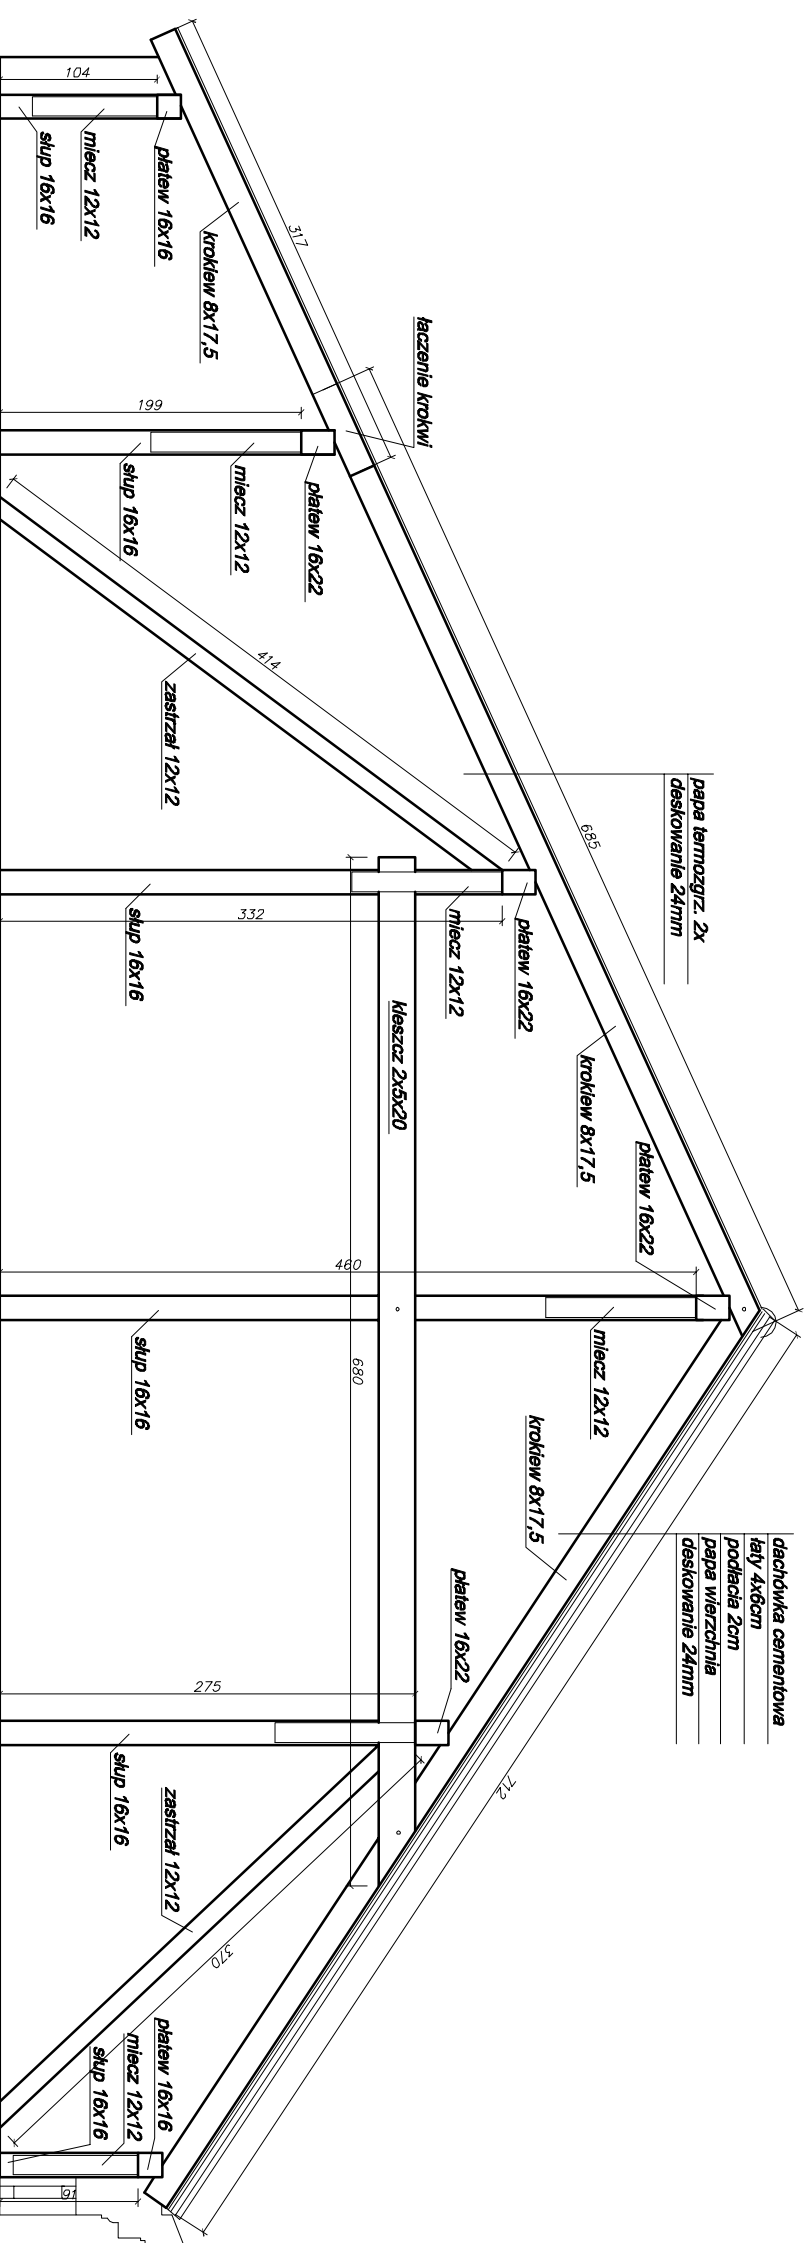 104
słup 16x16
miecz 12x12
płatew 16x16
krokiew 8x17,5
317
łaczenie krokwi
199
słup 16x16
miecz 12x12
płatew 16x22
414
zastrzał 12x12
papa termozgrz. 2x
deskowanie 24mm
685
332
słup 16x16
miecz 12x12
płatew 16x22
kleszcz 2x5x20
krokiew 8x17,5
płatew 16x22
460
680
słup 16x16
miecz 12x12
krokiew 8x17,5
dachówka cementowa
łaty 4x6cm
podłacia 2cm
papa wierzchnia
deskowanie 24mm
płatew 16x22
275
słup 16x16
712
zastrzał 12x12
370
płatew 16x16
miecz 12x12
słup 16x16
91